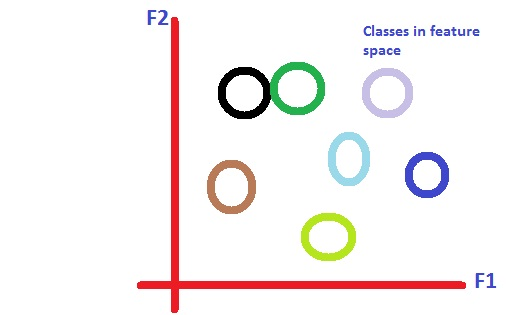 F2
Classes in feature
space
F1